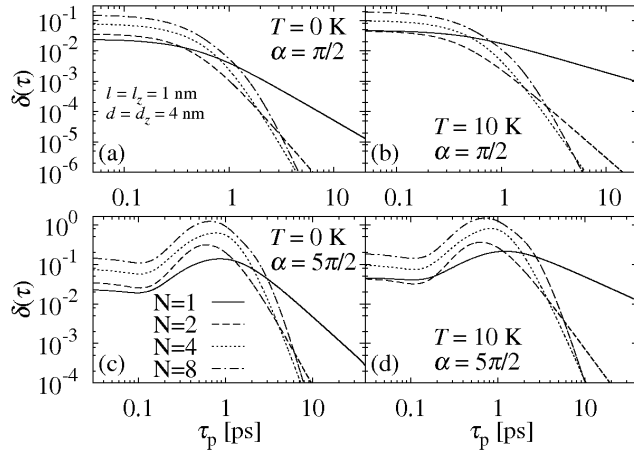 10⁻¹
10⁻²
10⁻³
10⁻⁴
10⁻⁵
10⁻⁶
δ(τ)
l = l_z = 1 nm
d = d_z = 4 nm
(a)
T = 0 K
α = π/2
0.1 1 10
(b)
T = 10 K
α = π/2
0.1 1 10
10⁰
10⁻¹
10⁻²
10⁻³
10⁻⁴
δ(τ)
T = 0 K
α = 5π/2
N=1
N=2
N=4
N=8
(c)
0.1 1 10
τ_p [ps]
T = 10 K
α = 5π/2
(d)
0.1 1 10
τ_p [ps]